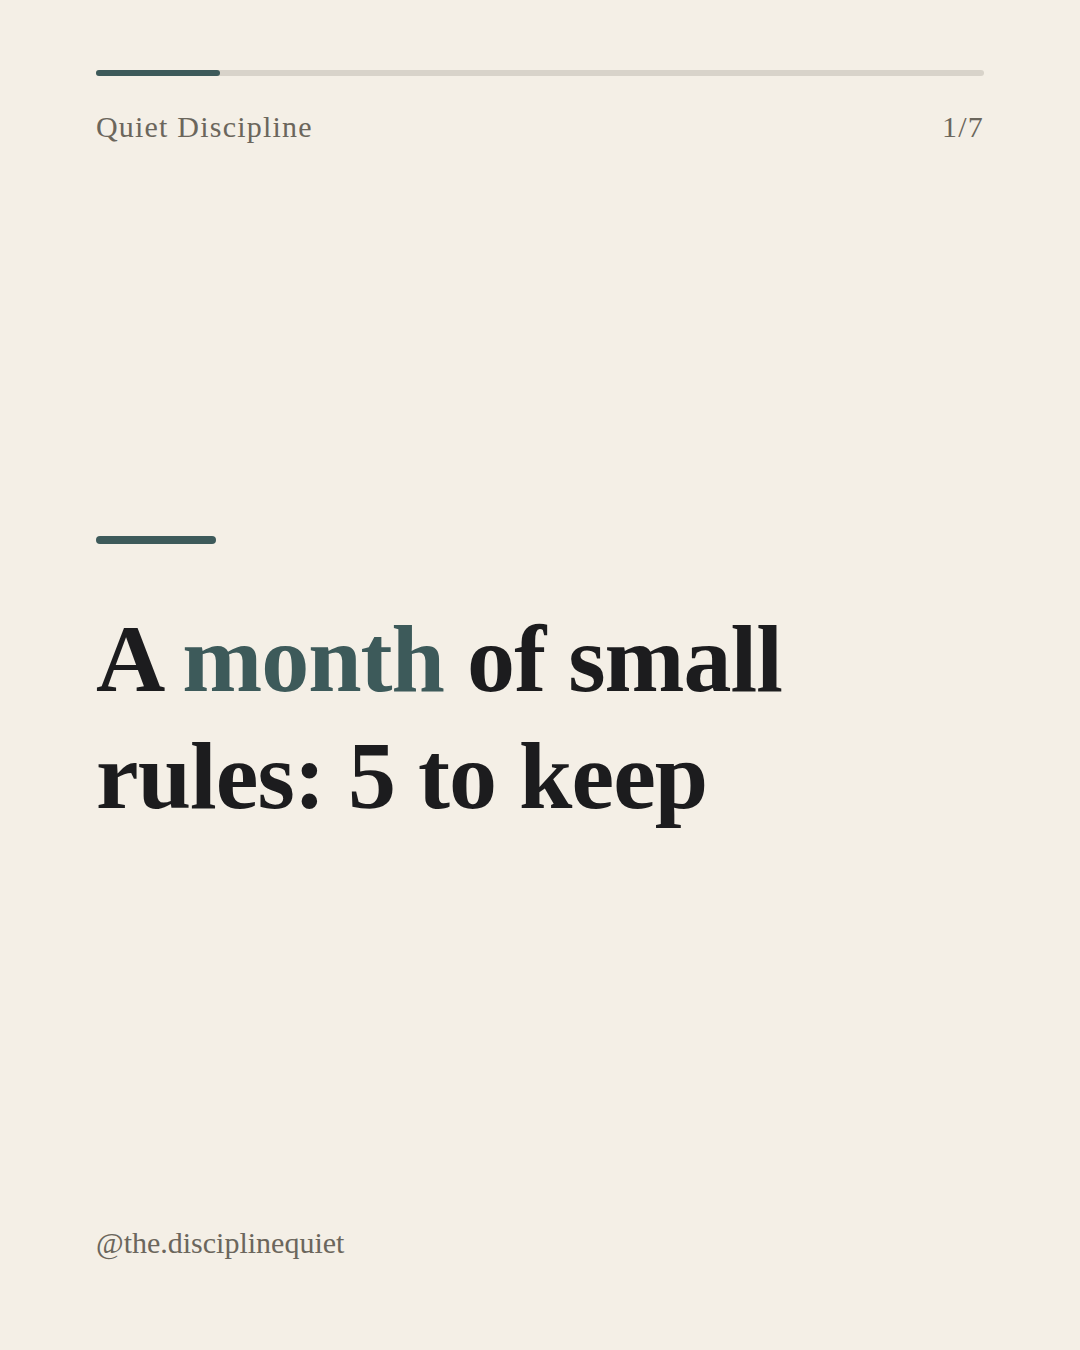 Quiet Discipline
1/7
A month of small
rules: 5 to keep
@the.disciplinequiet